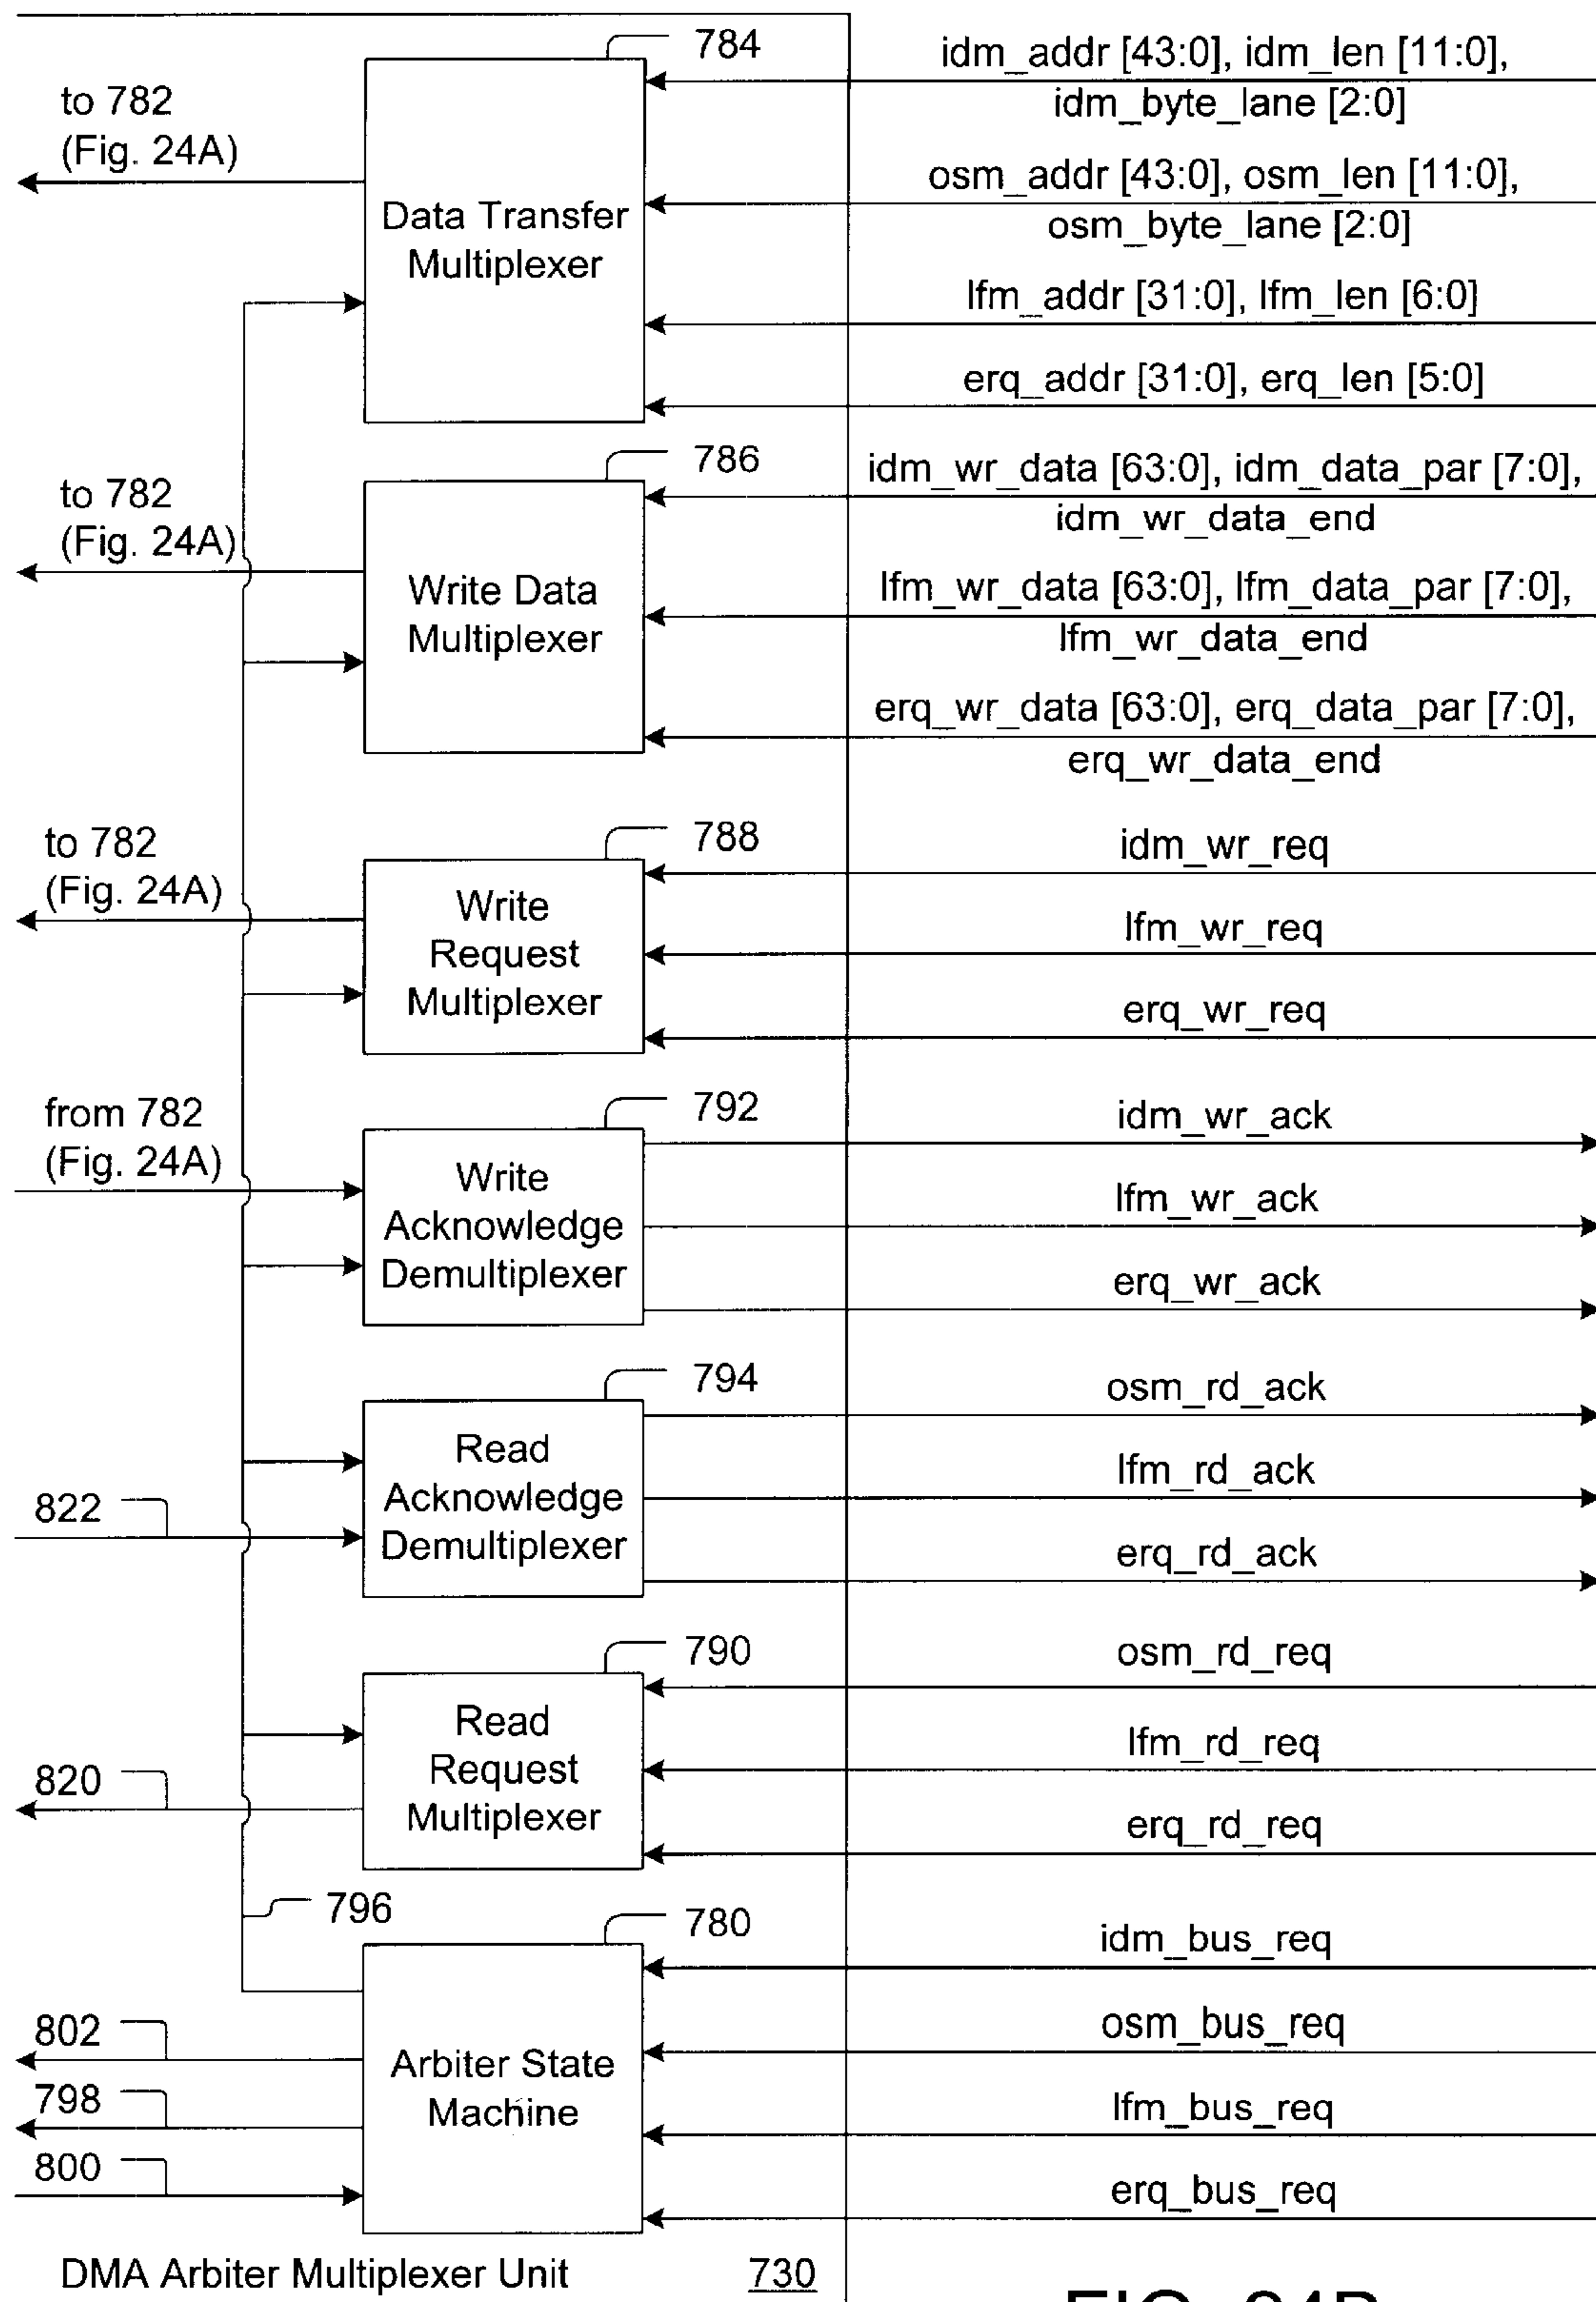 784
idm_addr [43:0], idm_len [11:0],
idm_byte_lane [2:0]
to 782
(Fig. 24A)
osm_addr [43:0], osm_len [11:0],
osm_byte_lane [2:0]
Data Transfer
Multiplexer
lfm_addr [31:0], lfm_len [6:0]
erq_addr [31:0], erq_len [5:0]
786
idm_wr_data [63:0], idm_data_par [7:0],
idm_wr_data_end
to 782
(Fig. 24A)
Write Data
Multiplexer
lfm_wr_data [63:0], lfm_data_par [7:0],
lfm_wr_data_end
erq_wr_data [63:0], erq_data_par [7:0],
erq_wr_data_end
788
to 782
(Fig. 24A)
Write
Request
Multiplexer
idm_wr_req
lfm_wr_req
erq_wr_req
792
from 782
(Fig. 24A)
Write
Acknowledge
Demultiplexer
idm_wr_ack
lfm_wr_ack
erq_wr_ack
794
Read
Acknowledge
Demultiplexer
822
osm_rd_ack
lfm_rd_ack
erq_rd_ack
790
Read
Request
Multiplexer
820
osm_rd_req
lfm_rd_req
erq_rd_req
796
780
802
798
800
Arbiter State
Machine
idm_bus_req
osm_bus_req
lfm_bus_req
erq_bus_req
DMA Arbiter Multiplexer Unit
730